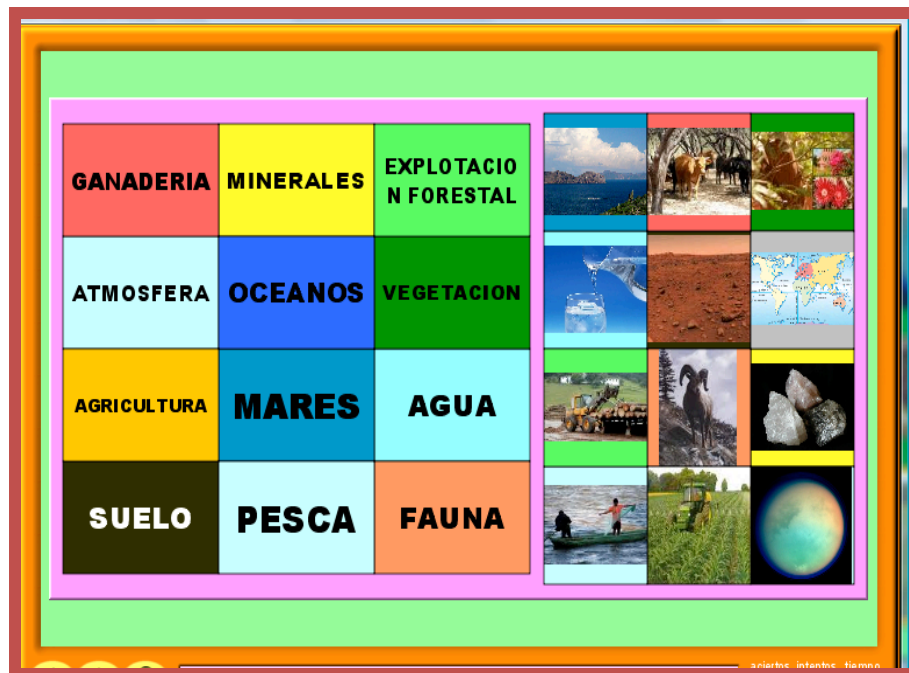 GANADERIA
MINERALES
EXPLOTACIO
N FORESTAL
ATMOSFERA
OCEANOS
VEGETACION
AGRICULTURA
MARES
AGUA
SUELO
PESCA
FAUNA
aciertos intentos tiempo